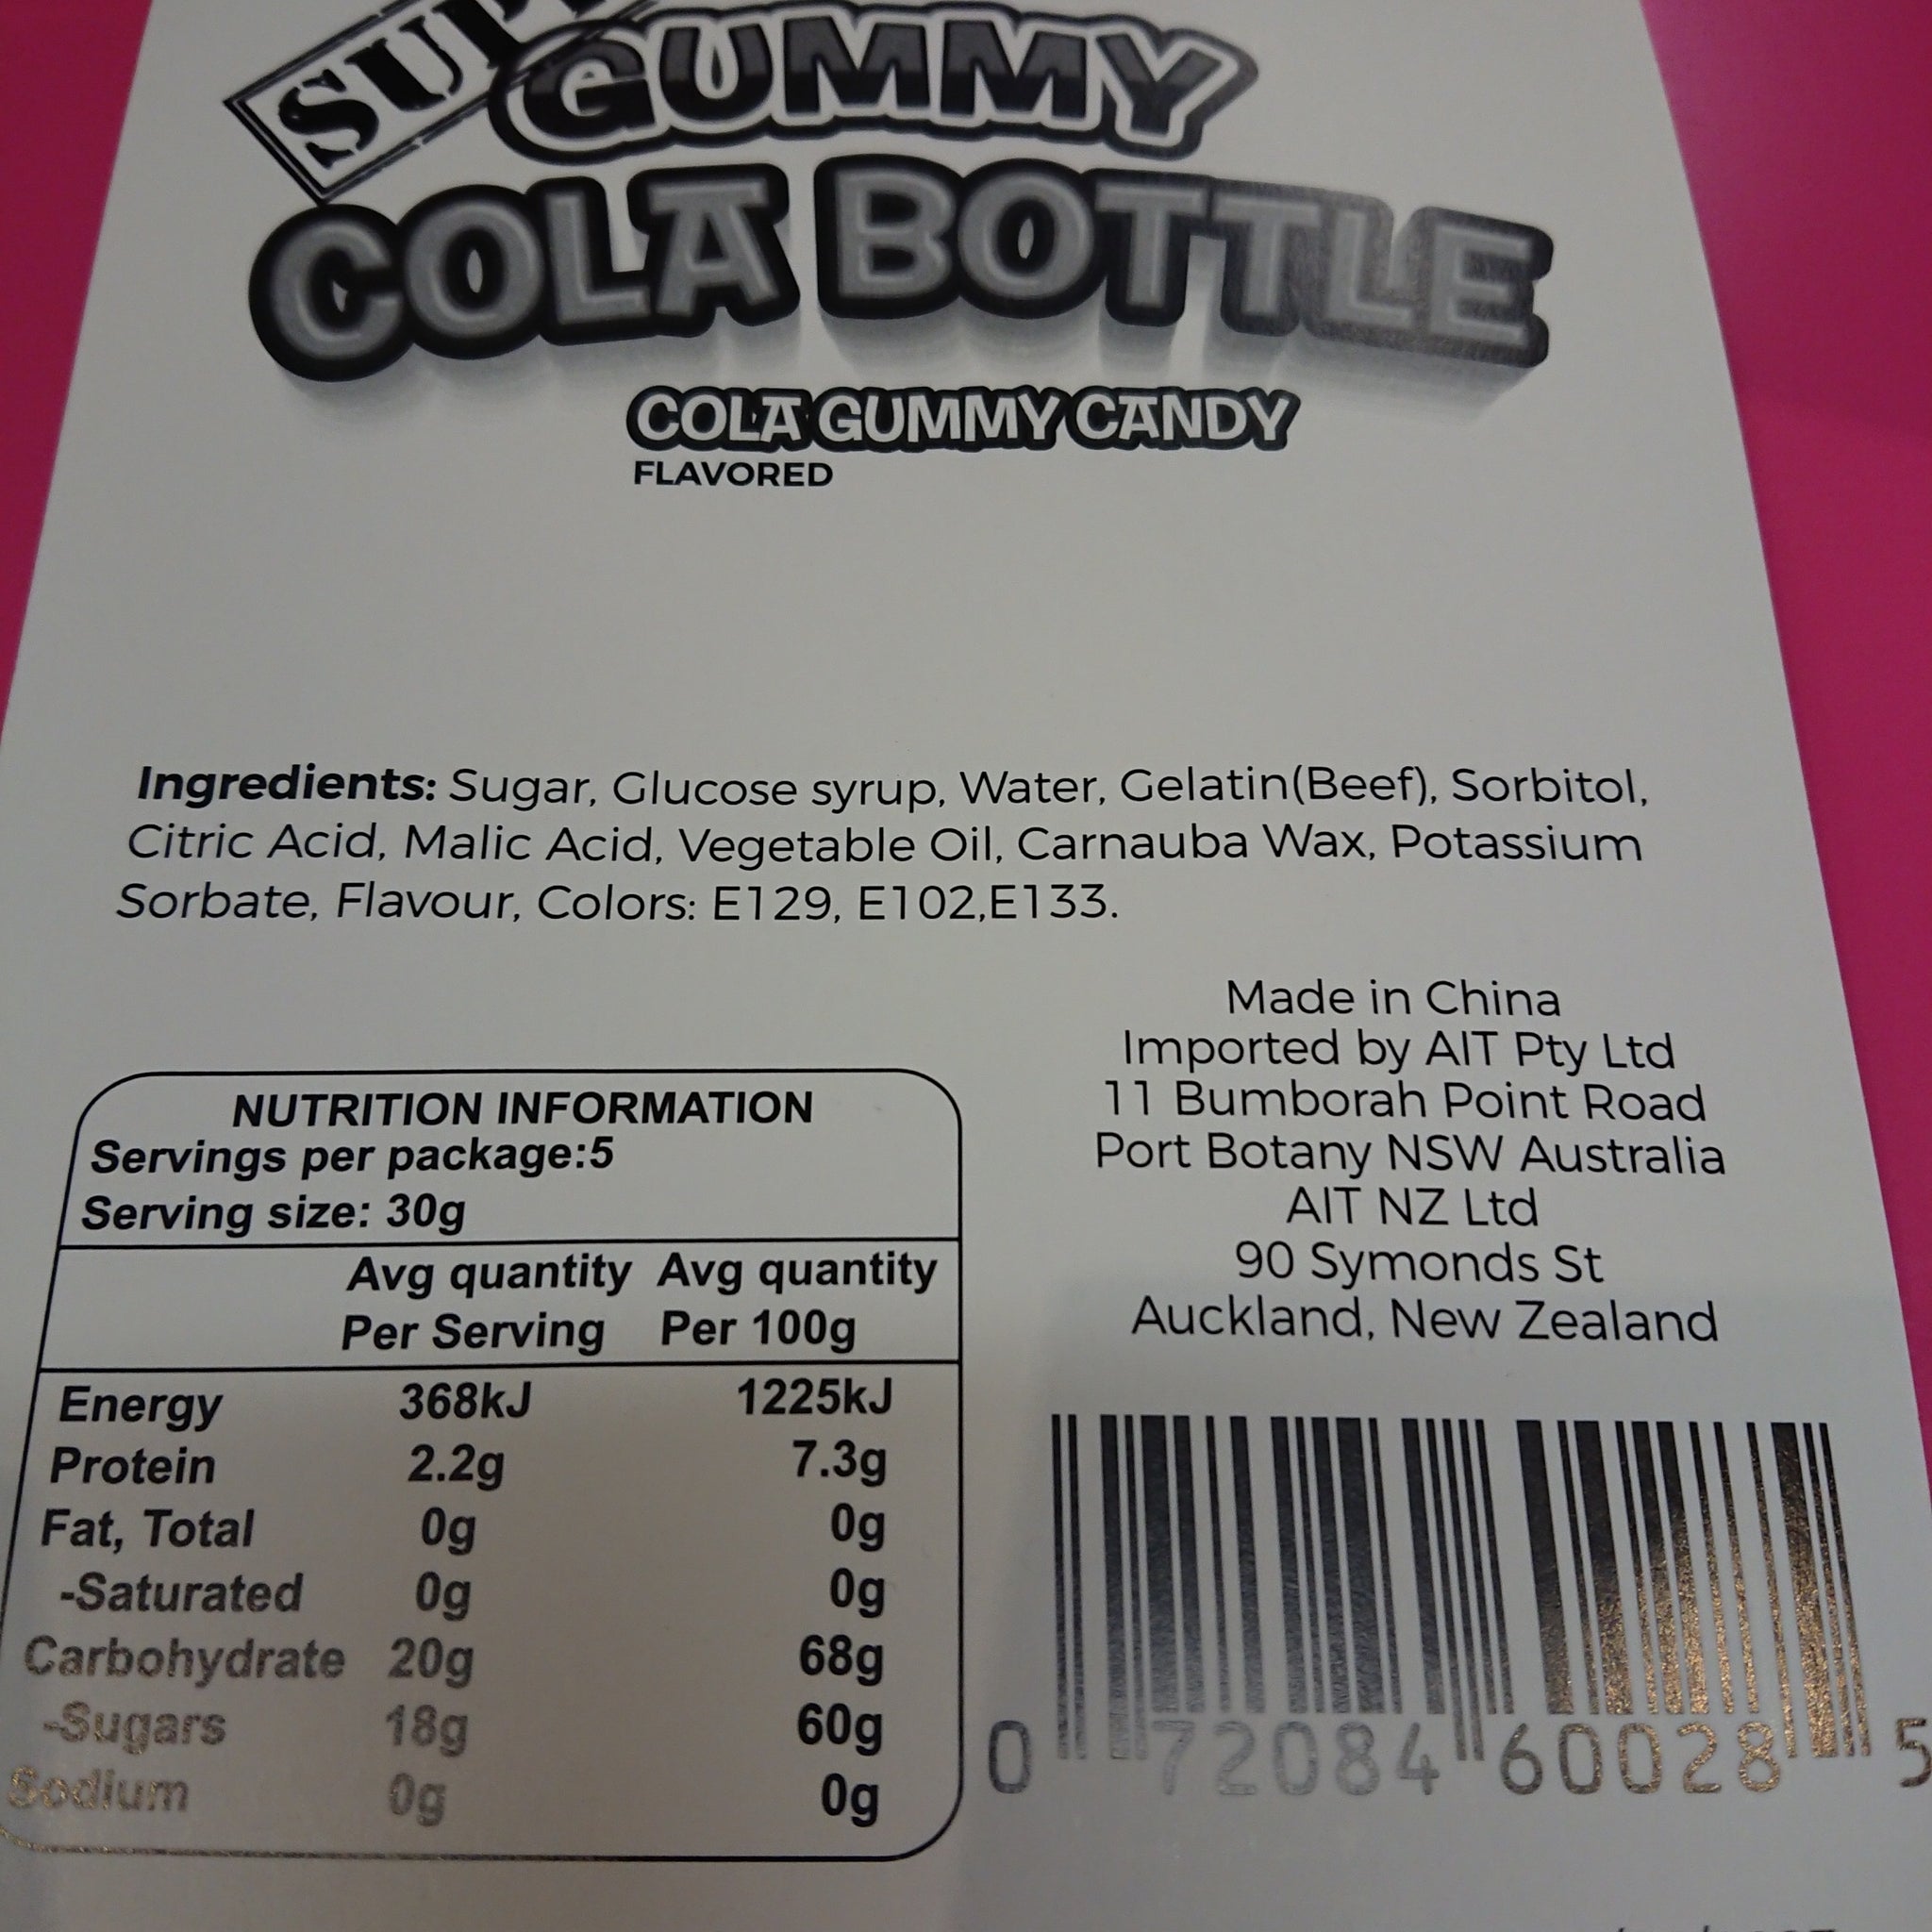 GUMMY
COLA BOTTLE
COLA GUMMY CANDY
FLAVORED
Ingredients: Sugar, Glucose syrup, Water, Gelatin(Beef), Sorbitol,
Citric Acid, Malic Acid, Vegetable Oil, Carnauba Wax, Potassium
Sorbate, Flavour, Colors: E129, E102,E133.
Made in China
Imported by AIT Pty Ltd
11 Bumborah Point Road
Port Botany NSW Australia
AIT NZ Ltd
90 Symonds St
Auckland, New Zealand
NUTRITION INFORMATION
Servings per package:5
Serving size: 30g
Avg quantity Avg quantity
Per Serving Per 100g
Energy 368kJ 1225kJ
Protein 2.2g 7.3g
Fat, Total 0g 0g
-Saturated 0g 0g
Carbohydrate 20g 68g
-Sugars 18g 60g
Sodium 0g 0g
0 72084 60028 5